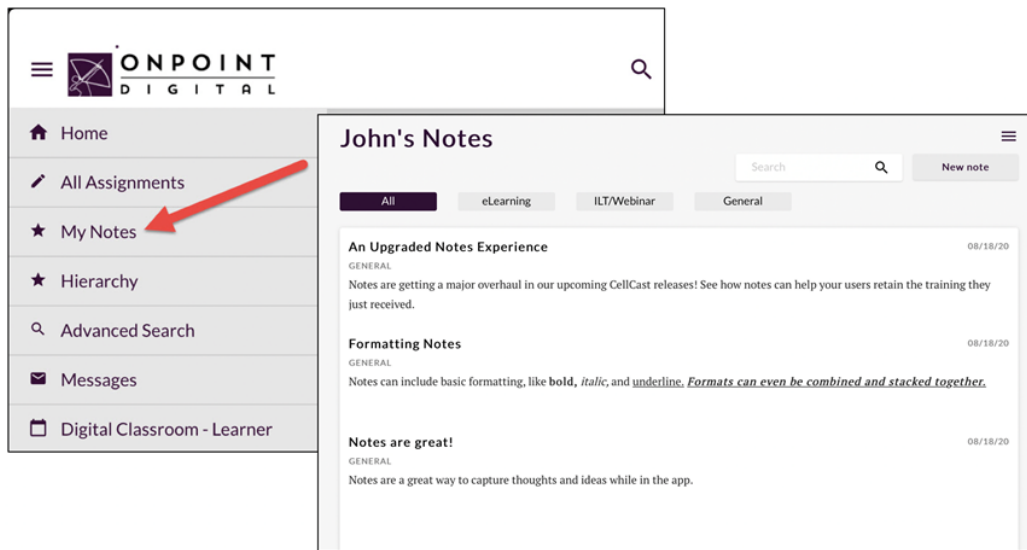 ONPOINT
DIGITAL
Home
All Assignments
My Notes
Hierarchy
Advanced Search
Messages
Digital Classroom - Learner
John's Notes
Search
New note
All
eLearning
ILT/Webinar
General
An Upgraded Notes Experience
08/18/20
GENERAL
Notes are getting a major overhaul in our upcoming CellCast releases! See how notes can help your users retain the training they
just received.
Formatting Notes
08/18/20
GENERAL
Notes can include basic formatting, like bold, italic, and underline. Formats can even be combined and stacked together.
Notes are great!
08/18/20
GENERAL
Notes are a great way to capture thoughts and ideas while in the app.